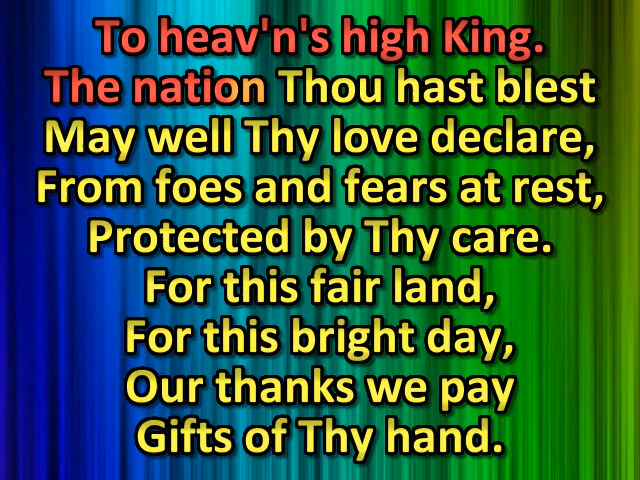 To heav'n's high King.
The nation Thou hast blest
May well Thy love declare,
From foes and fears at rest,
Protected by Thy care.
For this fair land,
For this bright day,
Our thanks we pay
Gifts of Thy hand.